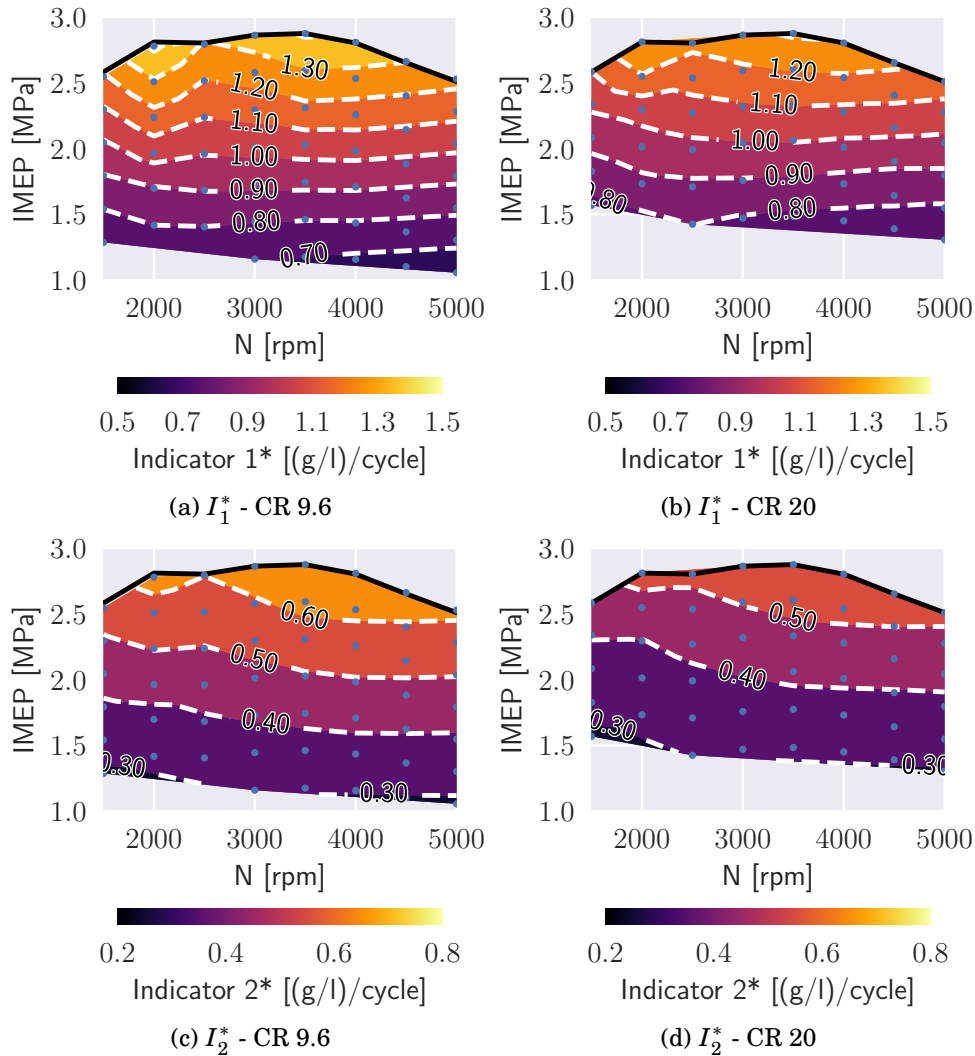 3.0
2.5
2.0
1.5
1.0
IMEP [MPa]
1.30
1.20
1.10
1.00
0.90
0.80
0.70
2000 3000 4000 5000
N [rpm]
0.5 0.7 0.9 1.1 1.3 1.5
Indicator 1* [(g/l)/cycle]
(a) I₁* - CR 9.6
3.0
2.5
2.0
1.5
1.0
IMEP [MPa]
1.20
1.10
1.00
0.90
0.80
0.80
2000 3000 4000 5000
N [rpm]
0.5 0.7 0.9 1.1 1.3 1.5
Indicator 1* [(g/l)/cycle]
(b) I₁* - CR 20
3.0
2.5
2.0
1.5
1.0
IMEP [MPa]
0.60
0.50
0.40
0.30
0.30
2000 3000 4000 5000
N [rpm]
0.2 0.4 0.6 0.8
Indicator 2* [(g/l)/cycle]
(c) I₂* - CR 9.6
3.0
2.5
2.0
1.5
1.0
IMEP [MPa]
0.50
0.40
0.30
0.30
2000 3000 4000 5000
N [rpm]
0.2 0.4 0.6 0.8
Indicator 2* [(g/l)/cycle]
(d) I₂* - CR 20